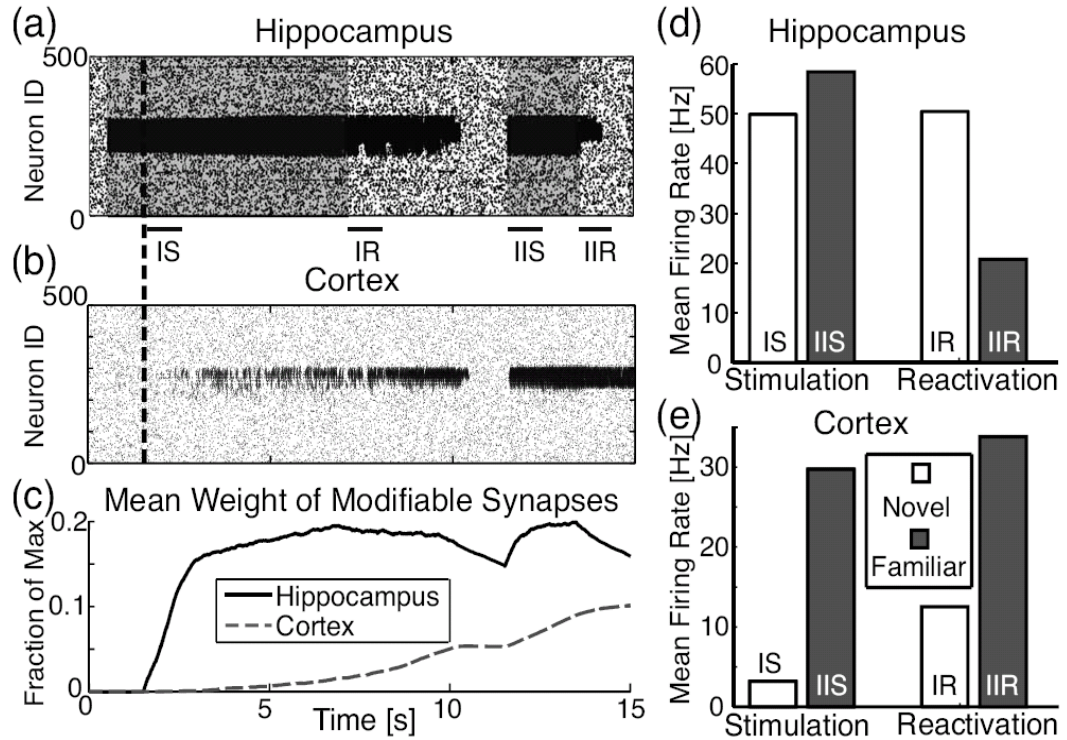 (a)
Hippocampus
500
Neuron ID
0
IS
IR
IIS
IIR
(b)
Cortex
500
Neuron ID
0
(c)
Mean Weight of Modifiable Synapses
0.2
0.1
0
Fraction of Max
Hippocampus
Cortex
0
5
10
15
Time [s]
(d)
Hippocampus
60
50
40
30
20
10
0
Mean Firing Rate [Hz]
IS
IIS
IR
IIR
Stimulation
Reactivation
(e)
Cortex
30
20
10
0
Mean Firing Rate [Hz]
Novel
Familiar
IS
IIS
IR
IIR
Stimulation
Reactivation